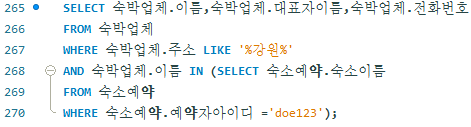 265 SELECT 숙박업체.이름,숙박업체.대표자이름,숙박업체.전화번호
266 FROM 숙박업체
267 WHERE 숙박업체.주소 LIKE '%강원%'
268 AND 숙박업체.이름 IN (SELECT 숙소예약.숙소이름
269 FROM 숙소예약
270 WHERE 숙소예약.예약자아이디 ='doe123');